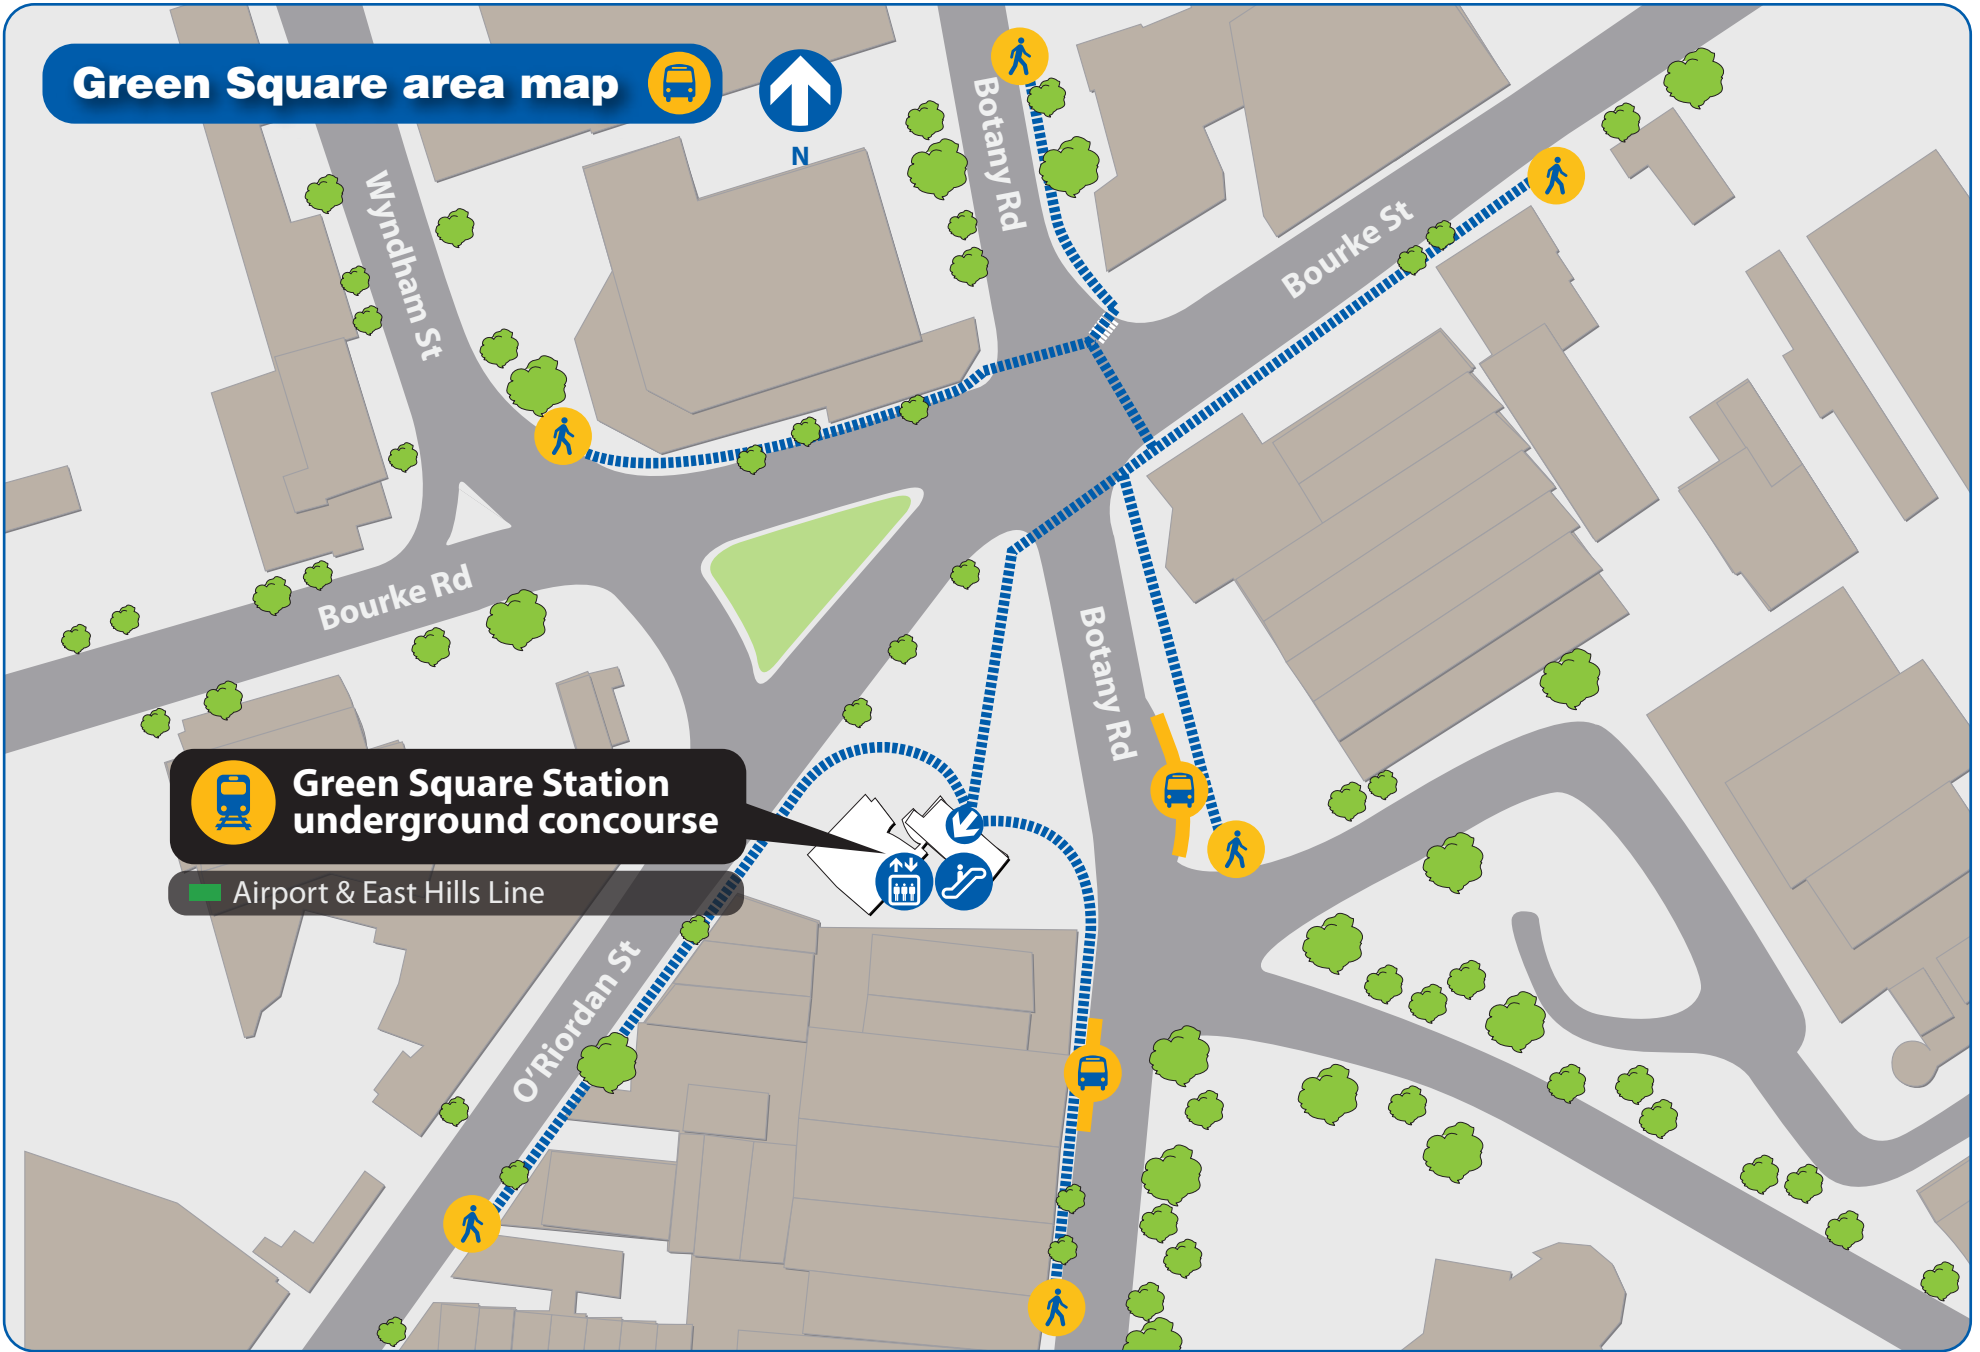 Green Square area map
N
Botany Rd
Wyndham St
Bourke St
Bourke Rd
Botany Rd
Green Square Station
underground concourse
Airport & East Hills Line
O'Riordan St